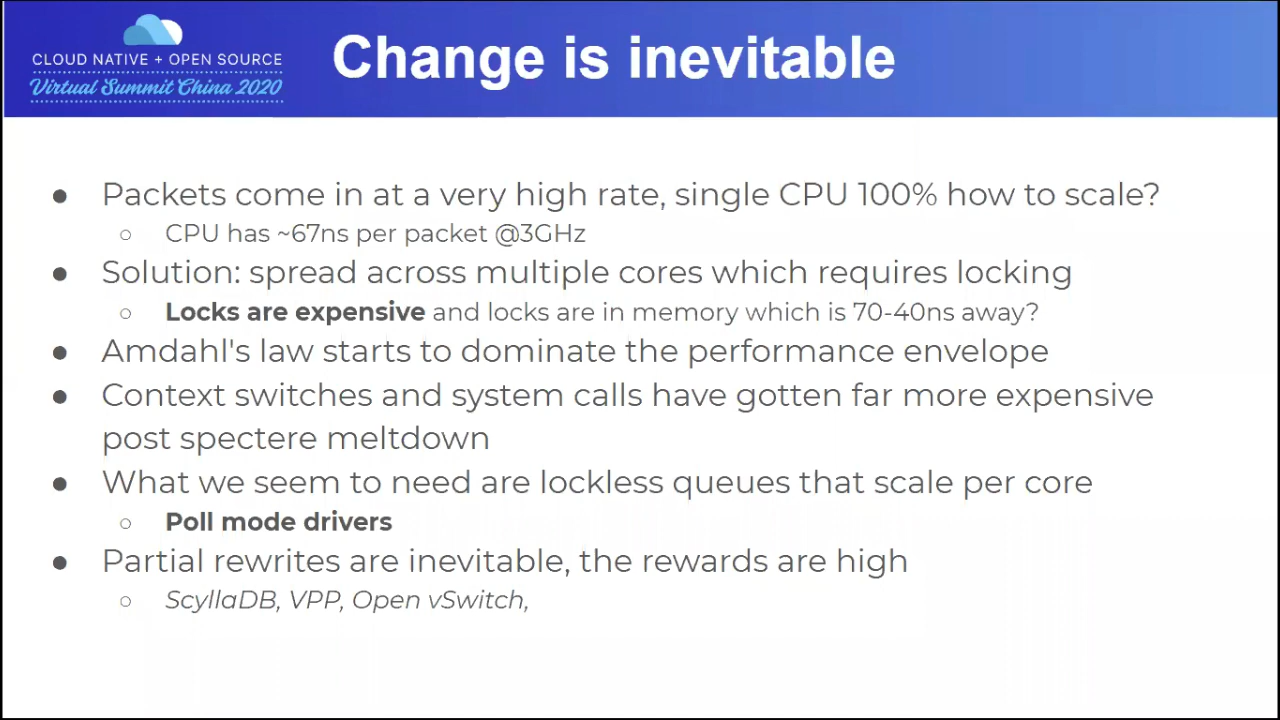 CLOUD NATIVE + OPEN SOURCE
Virtual Summit China 2020
Change is inevitable
● Packets come in at a very high rate, single CPU 100% how to scale?
○ CPU has ~67ns per packet @3GHz
● Solution: spread across multiple cores which requires locking
○ Locks are expensive and locks are in memory which is 70-40ns away?
● Amdahl's law starts to dominate the performance envelope
● Context switches and system calls have gotten far more expensive
post spectere meltdown
● What we seem to need are lockless queues that scale per core
○ Poll mode drivers
● Partial rewrites are inevitable, the rewards are high
○ ScyllaDB, VPP, Open vSwitch,